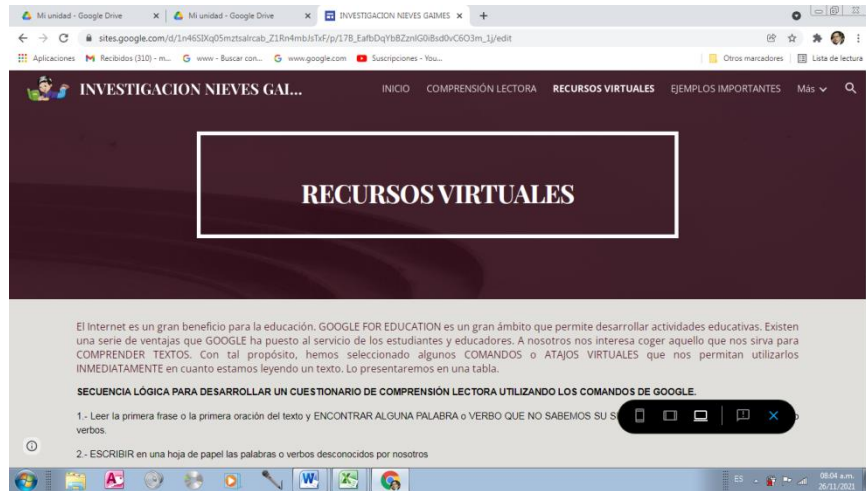 Mi unidad - Google Drive
Mi unidad - Google Drive
INVESTIGACION NIEVES GAIMES
sites.google.com/d/1n46SIXq05mztsaIrcab_Z1Rn4mbJsTxF/p/17B_EafbDqYb8ZznlG0iBsd0vC6O3m_1j/edit
Aplicaciones
Recibidos (310) - m...
www - Buscar con...
www.google.com
Suscripciones - You...
Otros marcadores
Lista de lectura
INVESTIGACION NIEVES GAI...
INICIO
COMPRENSIÓN LECTORA
RECURSOS VIRTUALES
EJEMPLOS IMPORTANTES
Más
RECURSOS VIRTUALES
El Internet es un gran beneficio para la educación. GOOGLE FOR EDUCATION es un gran ámbito que permite desarrollar actividades educativas. Existen
una serie de ventajas que GOOGLE ha puesto al servicio de los estudiantes y educadores. A nosotros nos interesa coger aquello que nos sirva para
COMPRENDER TEXTOS. Con tal propósito, hemos seleccionado algunos COMANDOS o ATAJOS VIRTUALES que nos permitan utilizarlos
INMEDIATAMENTE en cuanto estamos leyendo un texto. Lo presentaremos en una tabla.
SECUENCIA LÓGICA PARA DESARROLLAR UN CUESTIONARIO DE COMPRENSIÓN LECTORA UTILIZANDO LOS COMANDOS DE GOOGLE.
1.- Leer la primera frase o la primera oración del texto y ENCONTRAR ALGUNA PALABRA o VERBO QUE NO SABEMOS SU
verbos.
2.- ESCRIBIR en una hoja de papel las palabras o verbos desconocidos por nosotros
ES
08:04 a.m.
26/11/2021